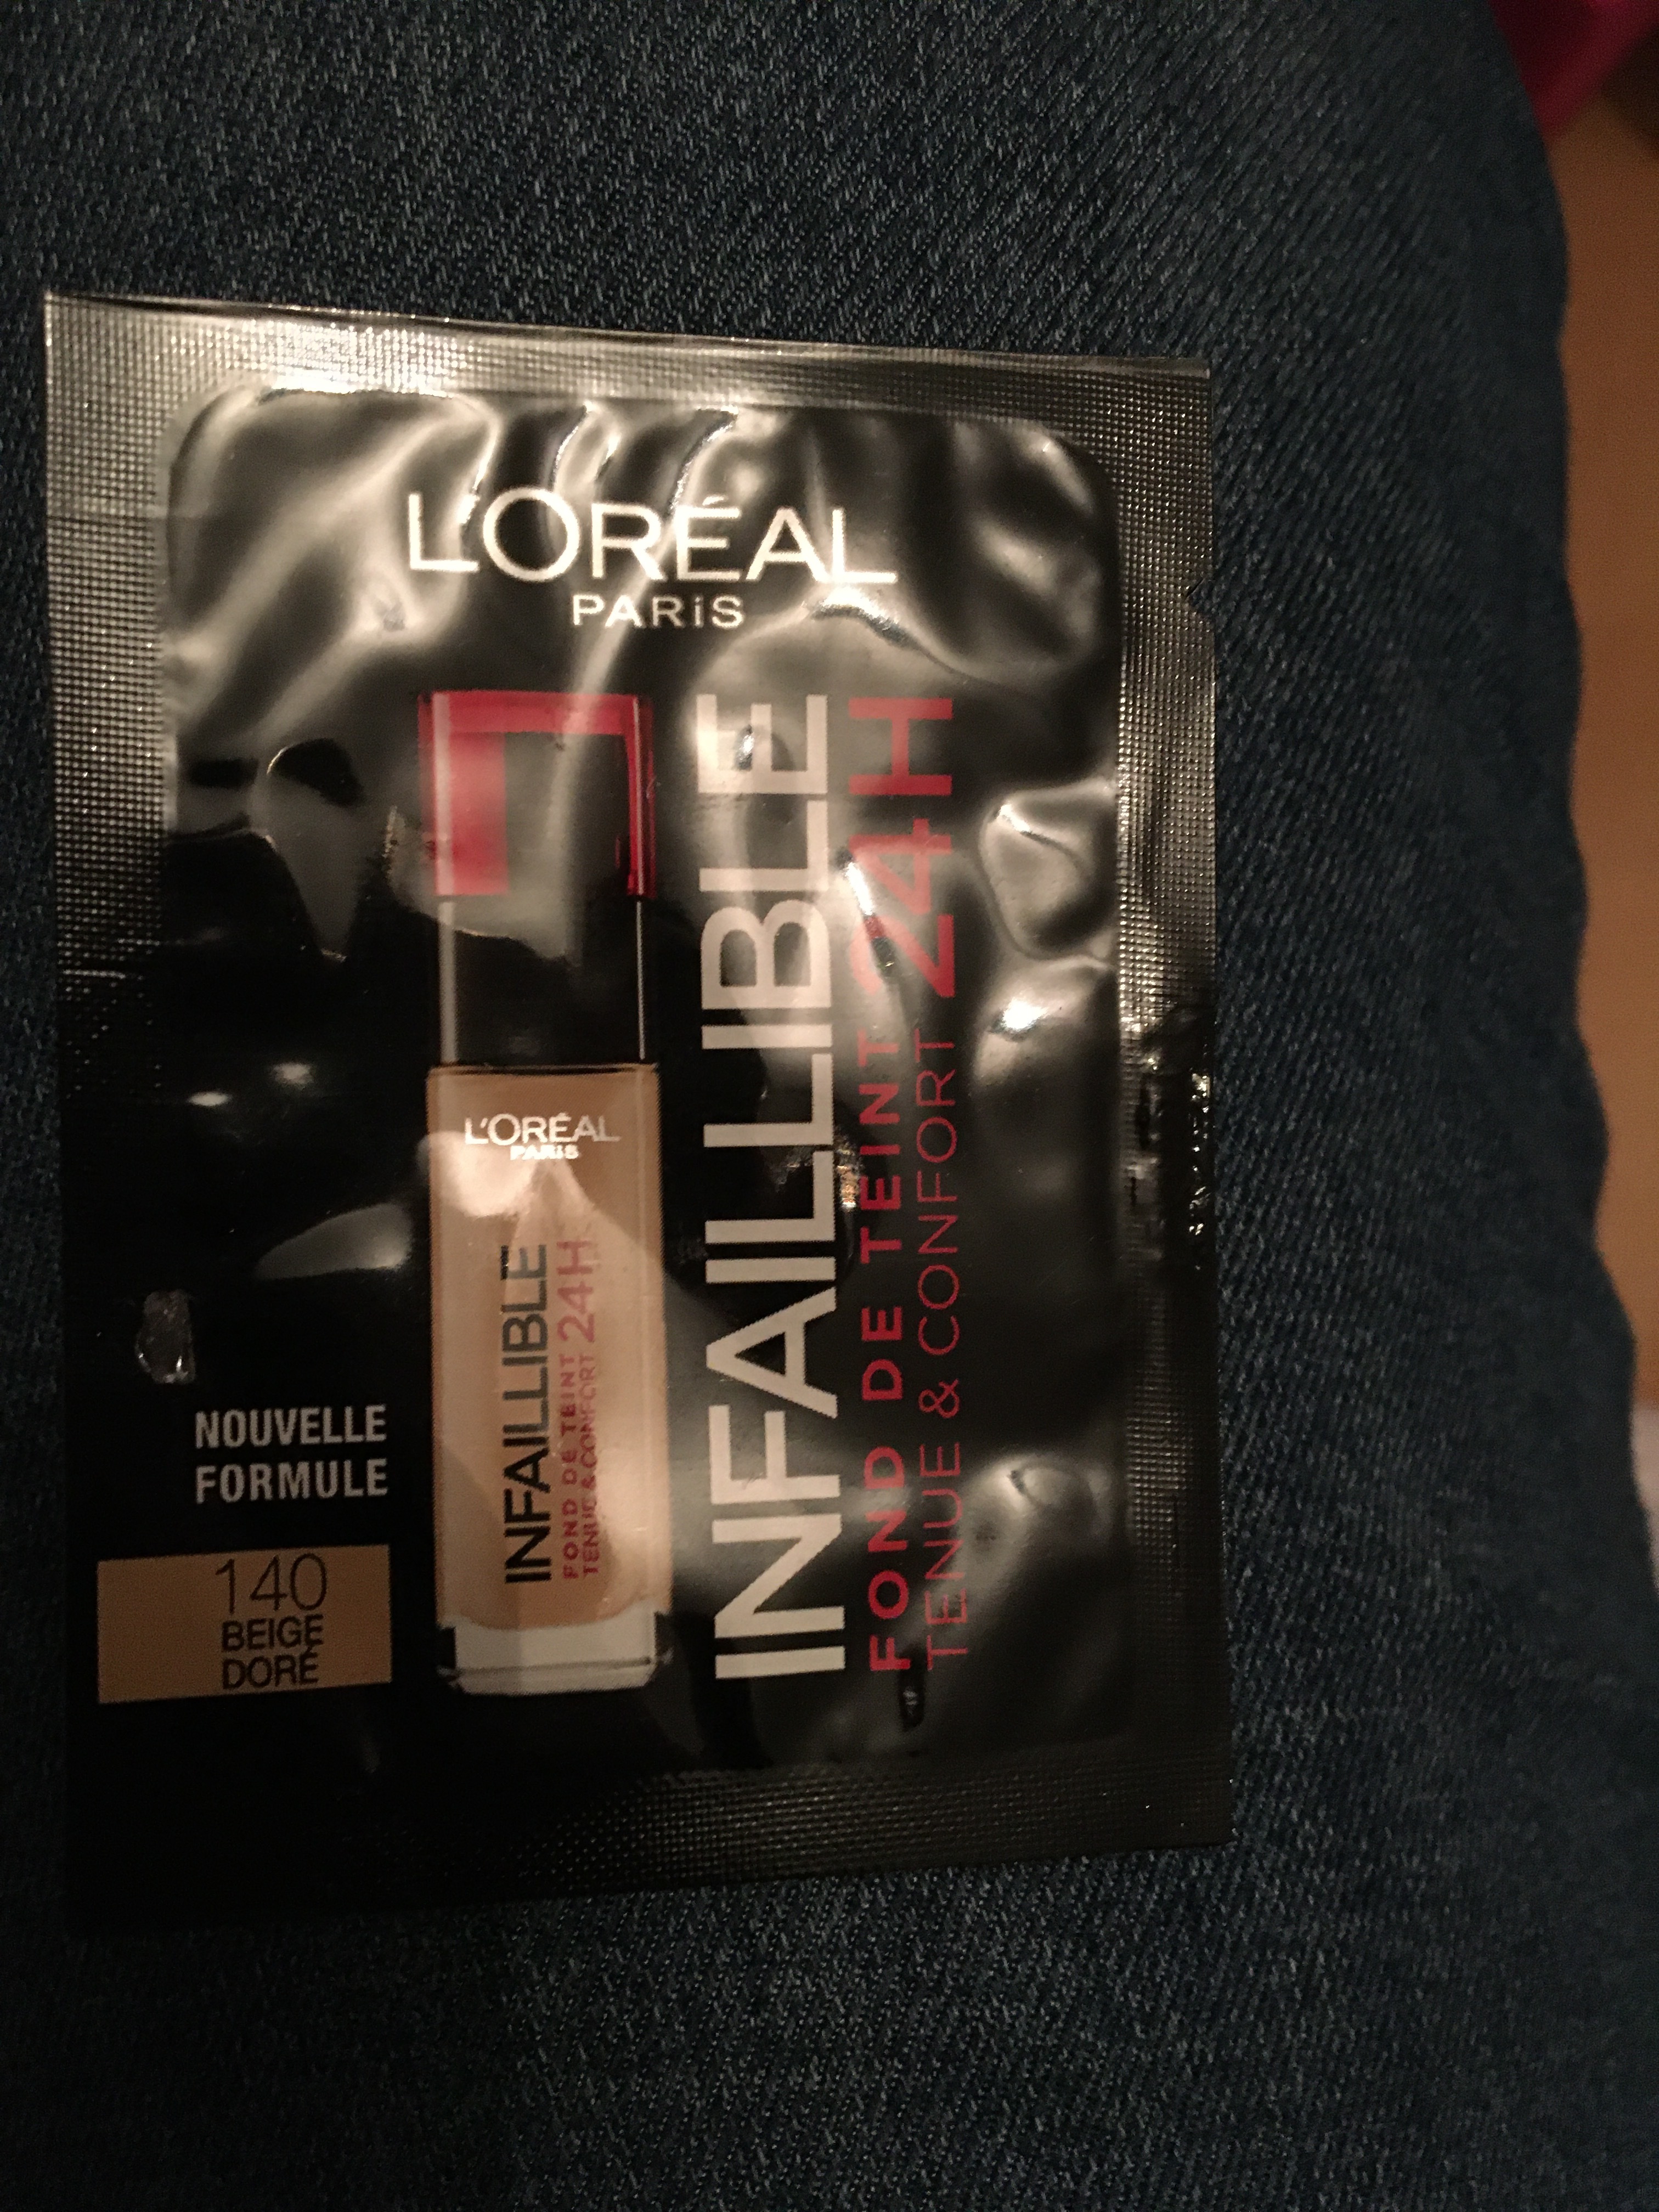 L'ORÉAL
PARiS
INFAILLIBLE
FOND DE TEINT 24H
TENUE & CONFORT
L'ORÉAL
PARiS
INFAILLIBLE
FOND DE TEINT 24H
TENUE & CONFORT
NOUVELLE
FORMULE
140
BEIGE
DORÉ